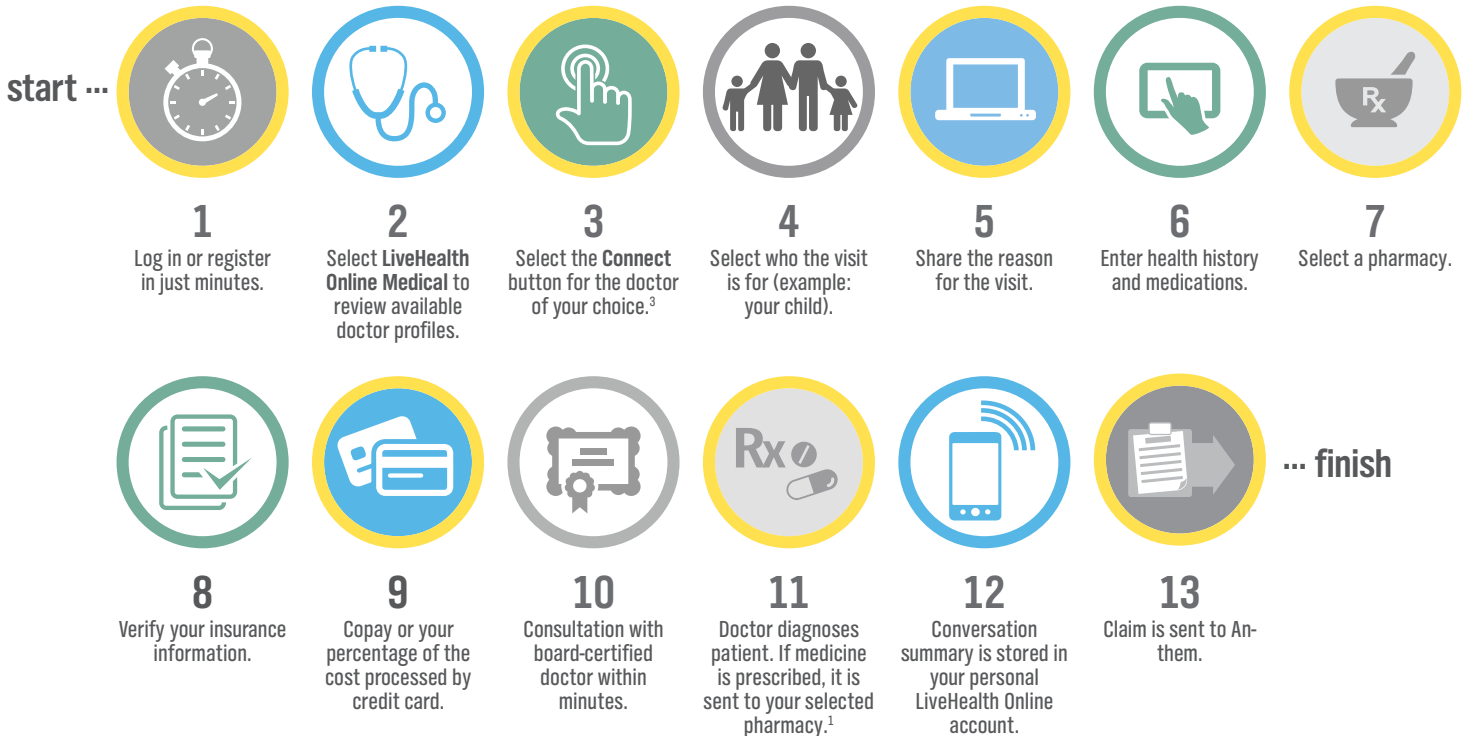 start ...
1
Log in or register
in just minutes.
2
Select LiveHealth
Online Medical to
review available
doctor profiles.
3
Select the Connect
button for the doctor
of your choice.3
4
Select who the visit
is for (example:
your child).
5
Share the reason
for the visit.
6
Enter health history
and medications.
Rx
7
Select a pharmacy.
8
Verify your insurance
information.
9
Copay or your
percentage of the
cost processed by
credit card.
10
Consultation with
board-certified
doctor within
minutes.
Rx
11
Doctor diagnoses
patient. If medicine
is prescribed, it is
sent to your selected
pharmacy.1
12
Conversation
summary is stored in
your personal
LiveHealth Online
account.
13
Claim is sent to An-
them.
... finish